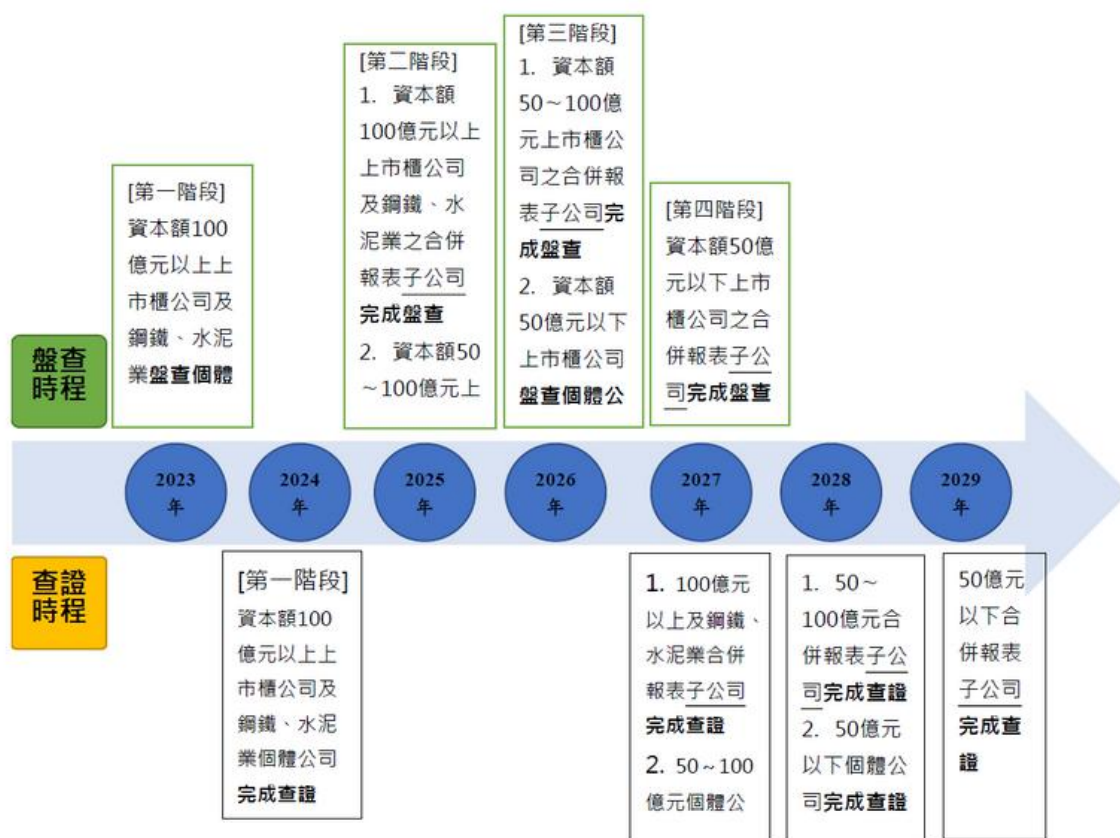 [第一階段]
資本額100
億元以上上
市櫃公司及
鋼鐵、水泥
業盤查個體
[第二階段]
1. 資本額
100億元以上
上市櫃公司
及鋼鐵、水
泥業之合併
報表子公司
完成盤查
2. 資本額50
～100億元上
[第三階段]
1. 資本額
50～100億
元上市櫃公
司之合併報
表子公司完
成盤查
2. 資本額
50億元以下
上市櫃公司
盤查個體公
[第四階段]
資本額50億
元以下上市
櫃公司之合
併報表子公
司完成盤查
盤查
時程
2023
年
2024
年
2025
年
2026
年
2027
年
2028
年
2029
年
查證
時程
[第一階段]
資本額100
億元以上上
市櫃公司及
鋼鐵、水泥
業個體公司
完成查證
1. 100億元
以上及鋼鐵、
水泥業合併
報表子公司
完成查證
2. 50～100
億元個體公
1. 50～
100億元合
併報表子公
司完成查證
2. 50億元
以下個體公
司完成查證
50億元
以下合
併報表
子公司
完成查
證